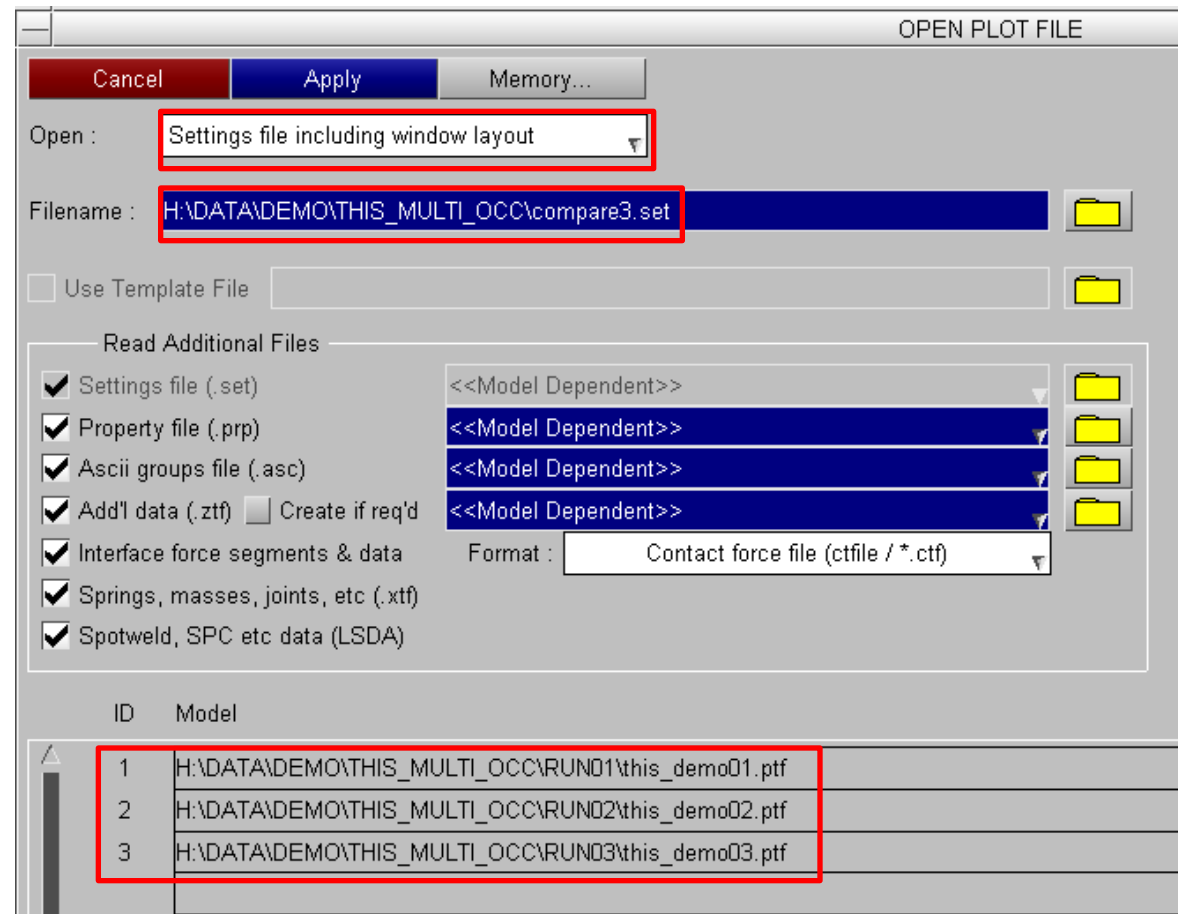 OPEN PLOT FILE
Cancel Apply Memory...
Open : Settings file including window layout
Filename : H:\DATA\DEMO\THIS_MULTI_OCC\compare3.set
Use Template File
Read Additional Files
Settings file (.set) <<Model Dependent>>
Property file (.prp) <<Model Dependent>>
Ascii groups file (.asc) <<Model Dependent>>
Add'l data (.ztf) Create if req'd <<Model Dependent>>
Interface force segments & data Format : Contact force file (ctfile / *.ctf)
Springs, masses, joints, etc (.xtf)
Spotweld, SPC etc data (LSDA)
ID Model
1 H:\DATA\DEMO\THIS_MULTI_OCC\RUN01\this_demo01.ptf
2 H:\DATA\DEMO\THIS_MULTI_OCC\RUN02\this_demo02.ptf
3 H:\DATA\DEMO\THIS_MULTI_OCC\RUN03\this_demo03.ptf